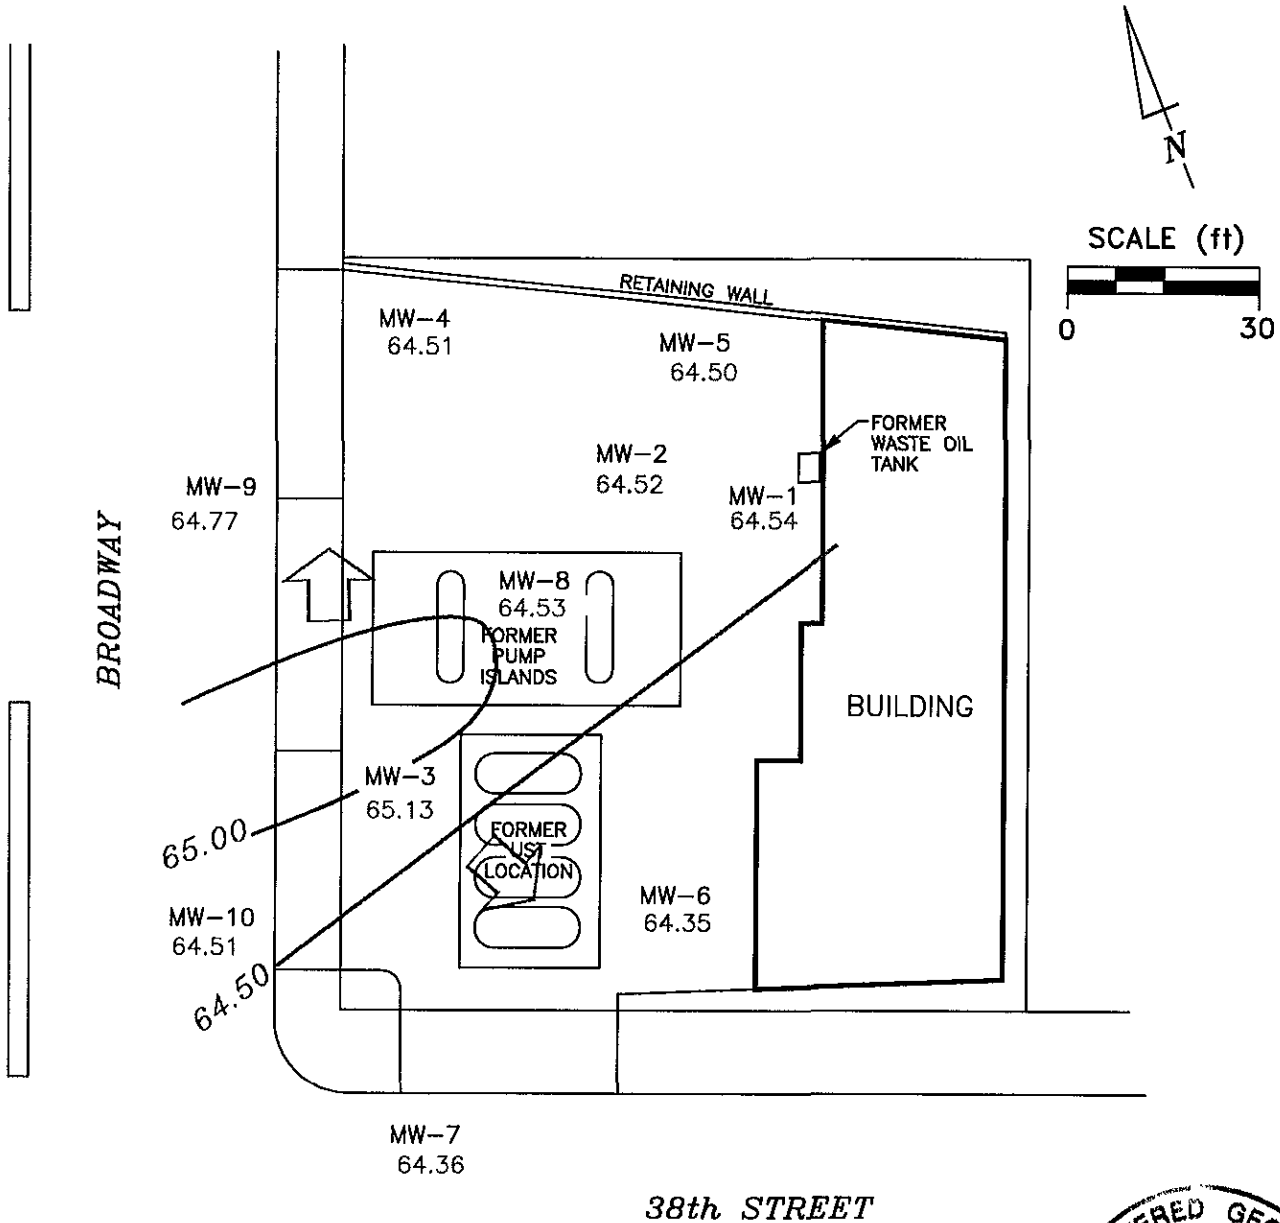 N
SCALE (ft)
0 30
RETAINING WALL
MW-4
64.51
MW-5
64.50
FORMER
WASTE OIL
TANK
MW-2
64.52
MW-1
64.54
MW-9
64.77
BROADWAY
MW-8
64.53
FORMER
PUMP
ISLANDS
BUILDING
MW-3
65.13
65.00
FORMER
UST
LOCATION
MW-6
64.35
MW-10
64.51
64.50
MW-7
64.36
38th STREET